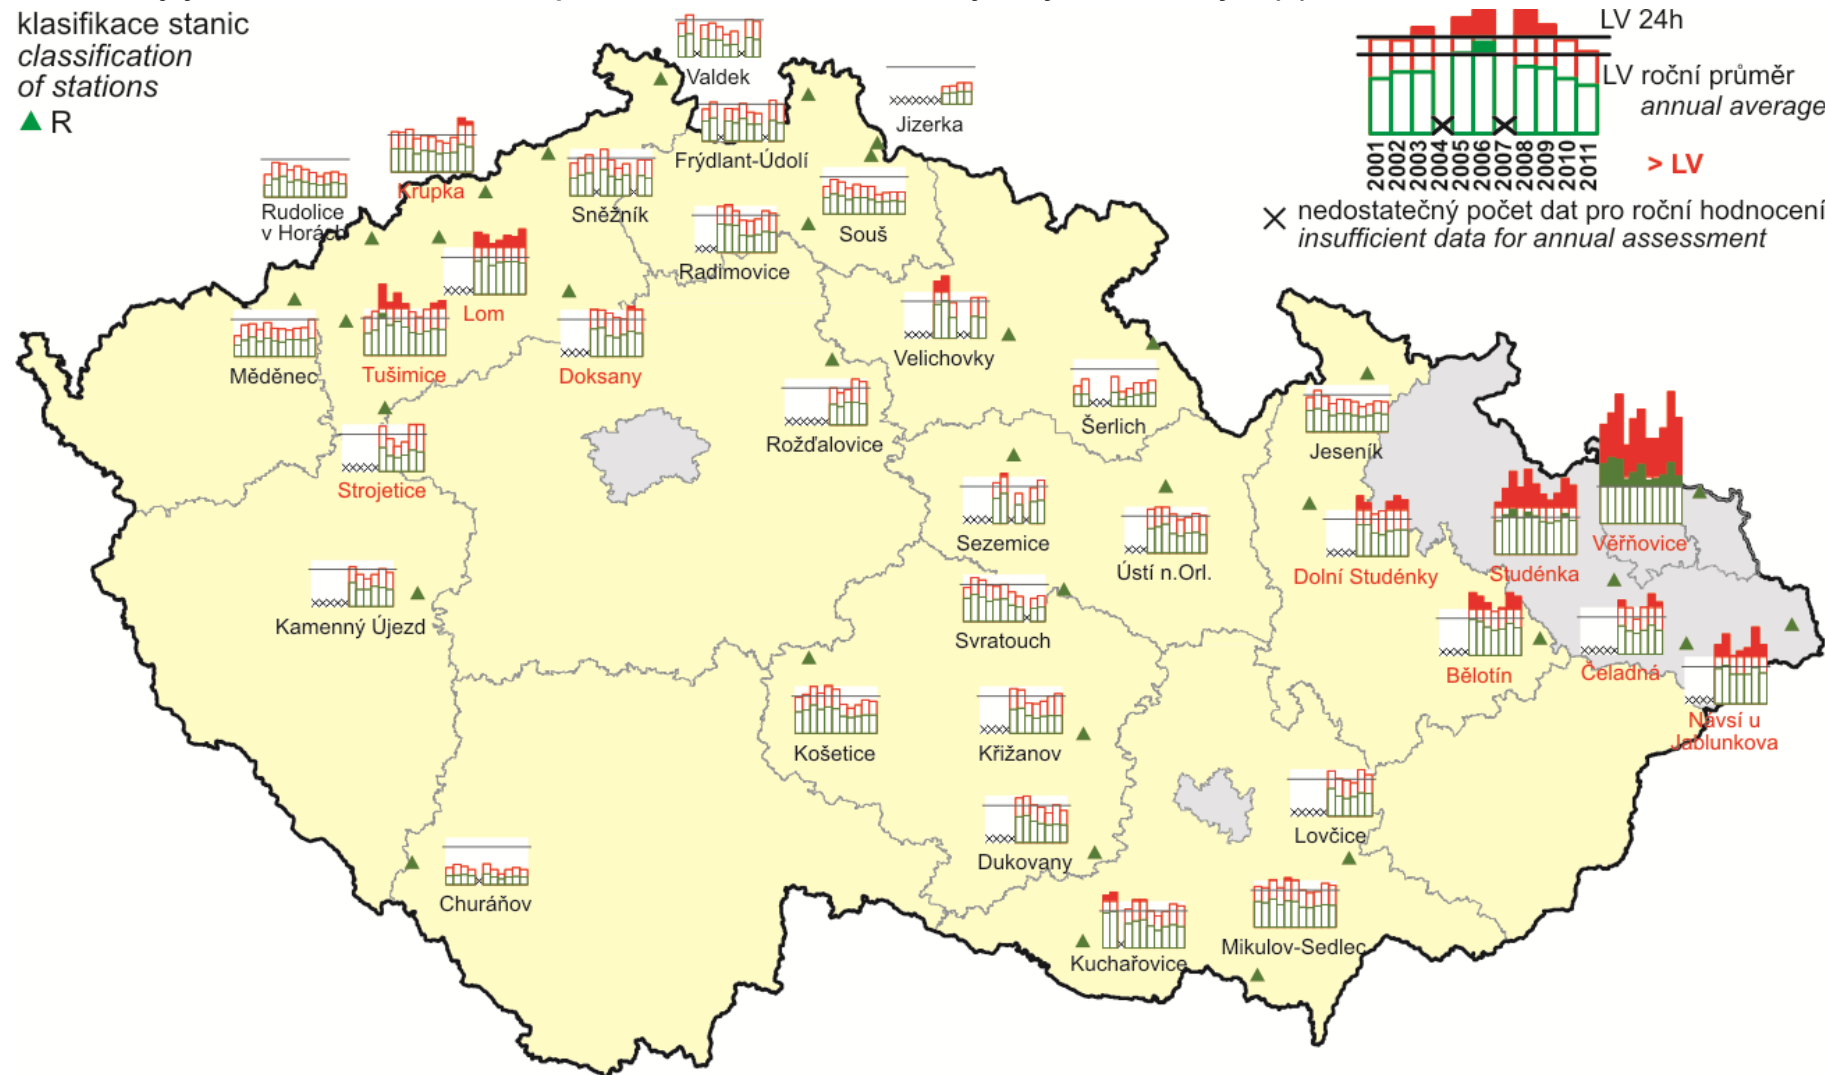 klasifikace stanic
classification
of stations
R
LV 24h
LV roční průměr
annual average
2001
2002
2003
2004
2005
2006
2007
2008
2009
2010
2011
> LV
nedostatečný počet dat pro roční hodnocení
insufficient data for annual assessment
Valdek
Jizerka
Frýdlant-Údolí
Krupka
Rudolice
v Horách
Sněžník
Souš
Radimovice
Lom
Měděnec
Tušimice
Doksany
Velichovky
Šerlich
Rožďalovice
Jeseník
Strojetice
Sezemice
Ústí n.Orl.
Dolní Studénky
Studénka
Věřňovice
Kamenný Újezd
Svratouch
Bělotín
Čeladná
Návsí u
Jablunkova
Košetice
Křižanov
Lovčice
Dukovany
Churáňov
Kuchařovice
Mikulov-Sedlec